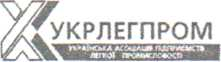 УКРЛЕГПРОМ
УКРАЇНСЬКА АСОЦІАЦІЯ ПІДПРИЄМСТВ
ЛЕГКОЇ ПРОМИСЛОВОСТІ